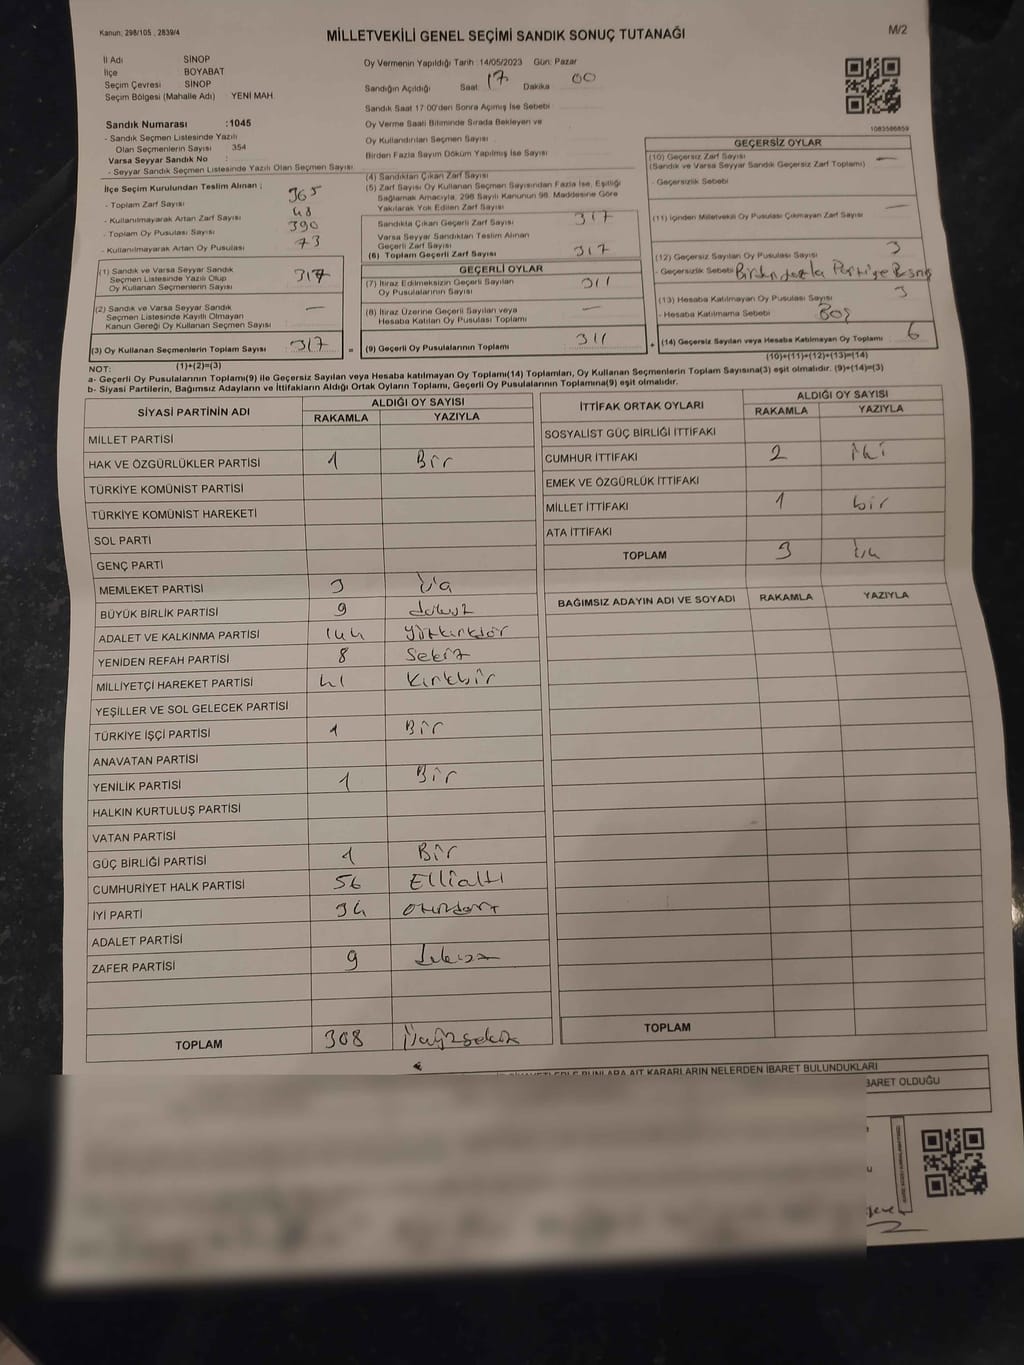 Kanun; 298/105 , 2839/4
MİLLETVEKİLİ GENEL SEÇİMİ SANDIK SONUÇ TUTANAĞI
M/2
İl Adı SİNOP
İlçe BOYABAT
Seçim Çevresi SİNOP
Seçim Bölgesi (Mahalle Adı) YENİ MAH.
Oy Vermenin Yapıldığı Tarih :14/05/2023 Gün: Pazar
Sandığın Açıldığı Saat 17 Dakika 00
Sandık Saat 17:00'den Sonra Açımış İse Sebebi
Oy Verme Saati Bitiminde Sırada Bekleyen ve
Oy Kullandırılan Seçmen Sayısı
Birden Fazla Sayım Döküm Yapılmış İse Sayısı
1083586859
Sandık Numarası :1045
- Sandık Seçmen Listesinde Yazılı
Olan Seçmenlerin Sayısı 354
Varsa Seyyar Sandık No :
- Seyyar Sandık Listesinde Yazılı Olan Seçmen Sayısı
İlçe Seçim Kurulundan Teslim Alınan ;
- Toplam Zarf Sayısı 365
- Kullanılmayarak Artan Zarf Sayısı 48
- Toplam Oy Pusulası Sayısı 390
- Kullanılmayarak Artan Oy Pusulası 73
(1) Sandık ve Varsa Seyyar Sandık
Seçmen Listesinde Yazılı Olup
Oy Kullanan Seçmenlerin Sayısı 317
(2) Sandık ve Varsa Seyyar Sandık
Seçmen Listesinde Kayıtlı Olmayan
Kanun Gereği Oy Kullanan Seçmen Sayısı —
(3) Oy Kullanan Seçmenlerin Toplam Sayısı 317
(1)+(2)=(3)
(4) Sandıktan Çıkan Zarf Sayısı
(5) Zarf Sayısı Oy Kullanan Seçmen Sayısından Fazla İse, Eşitliği
Sağlamak Amacıyla, 298 Sayılı Kanunun 98. Maddesine Göre
Yakılarak Yok Edilen Zarf Sayısı
Sandıkta Çıkan Geçerli Zarf Sayısı 317
Varsa Seyyar Sandıktan Teslim Alınan
Geçerli Zarf Sayısı
(6) Toplam Geçerli Zarf Sayısı 317
GEÇERLİ OYLAR
(7) İtiraz Edilmeksizin Geçerli Sayılan
Oy Pusulalarının Sayısı 311
(8) İtiraz Üzerine Geçerli Sayılan veya
Hesaba Katılan Oy Pusulası Toplamı —
= (9) Geçerli Oy Pusulalarının Toplamı 311 +
GEÇERSİZ OYLAR
(10) Geçersiz Zarf Sayısı —
(Sandık ve Varsa Seyyar Sandık Geçersiz Zarf Toplamı)
- Geçersizlik Sebebi
(11) İçinden Milletvekili Oy Pusulası Çıkmayan Zarf Sayısı —
(12) Geçersiz Sayılan Oy Pusulası Sayısı 3
- Geçersizlik Sebebi Birden fazla Partiye Basış
(13) Hesaba Katılmayan Oy Pusulası Sayısı 3
- Hesaba Katılmama Sebebi Boş
(14) Geçersiz Sayılan veya Hesaba Katılmayan Oy Toplamı 6
(10)+(11)+(12)+(13)=(14)
NOT:
a- Geçerli Oy Pusulalarının Toplamı(9) ile Geçersiz Sayılan veya Hesaba katılmayan Oy Toplamı(14) Toplamları, Oy Kullanan Seçmenlerin Toplam Sayısına(3) eşit olmalıdır. (9)+(14)=(3)
b- Siyasi Partilerin, Bağımsız Adayların ve İttifakların Aldığı Ortak Oyların Toplamı, Geçerli Oy Pusulalarının Toplamına(9) eşit olmalıdır.
SİYASİ PARTİNİN ADI
ALDIĞI OY SAYISI
RAKAMLA YAZIYLA
MİLLET PARTİSİ
HAK VE ÖZGÜRLÜKLER PARTİSİ 1 Bir
TÜRKİYE KOMÜNİST PARTİSİ
TÜRKİYE KOMÜNİST HAREKETİ
SOL PARTİ
GENÇ PARTİ
MEMLEKET PARTİSİ 3 üç
BÜYÜK BİRLİK PARTİSİ 9 dokuz
ADALET VE KALKINMA PARTİSİ 144 yüzkırkdör
YENİDEN REFAH PARTİSİ 8 Sekiz
MİLLİYETÇİ HAREKET PARTİSİ 41 Kırkbir
YEŞİLLER VE SOL GELECEK PARTİSİ
TÜRKİYE İŞÇİ PARTİSİ 1 Bir
ANAVATAN PARTİSİ
YENİLİK PARTİSİ 1 Bir
HALKIN KURTULUŞ PARTİSİ
VATAN PARTİSİ
GÜÇ BİRLİĞİ PARTİSİ 1 Bir
CUMHURİYET HALK PARTİSİ 56 Ellialtı
İYİ PARTİ 34 otuzdört
ADALET PARTİSİ
ZAFER PARTİSİ 9 dokuz
TOPLAM 308 üçyüzsekiz
İTTİFAK ORTAK OYLARI
ALDIĞI OY SAYISI
RAKAMLA YAZIYLA
SOSYALİST GÜÇ BİRLİĞİ İTTİFAKI
CUMHUR İTTİFAKI 2 iki
EMEK VE ÖZGÜRLÜK İTTİFAKI
MİLLET İTTİFAKI 1 bir
ATA İTTİFAKI
TOPLAM 3 üç
BAĞIMSIZ ADAYIN ADI VE SOYADI RAKAMLA YAZIYLA
TOPLAM
KARARLARIN NELERDEN İBARET BULUNDUKLARI
BARET OLDUĞU